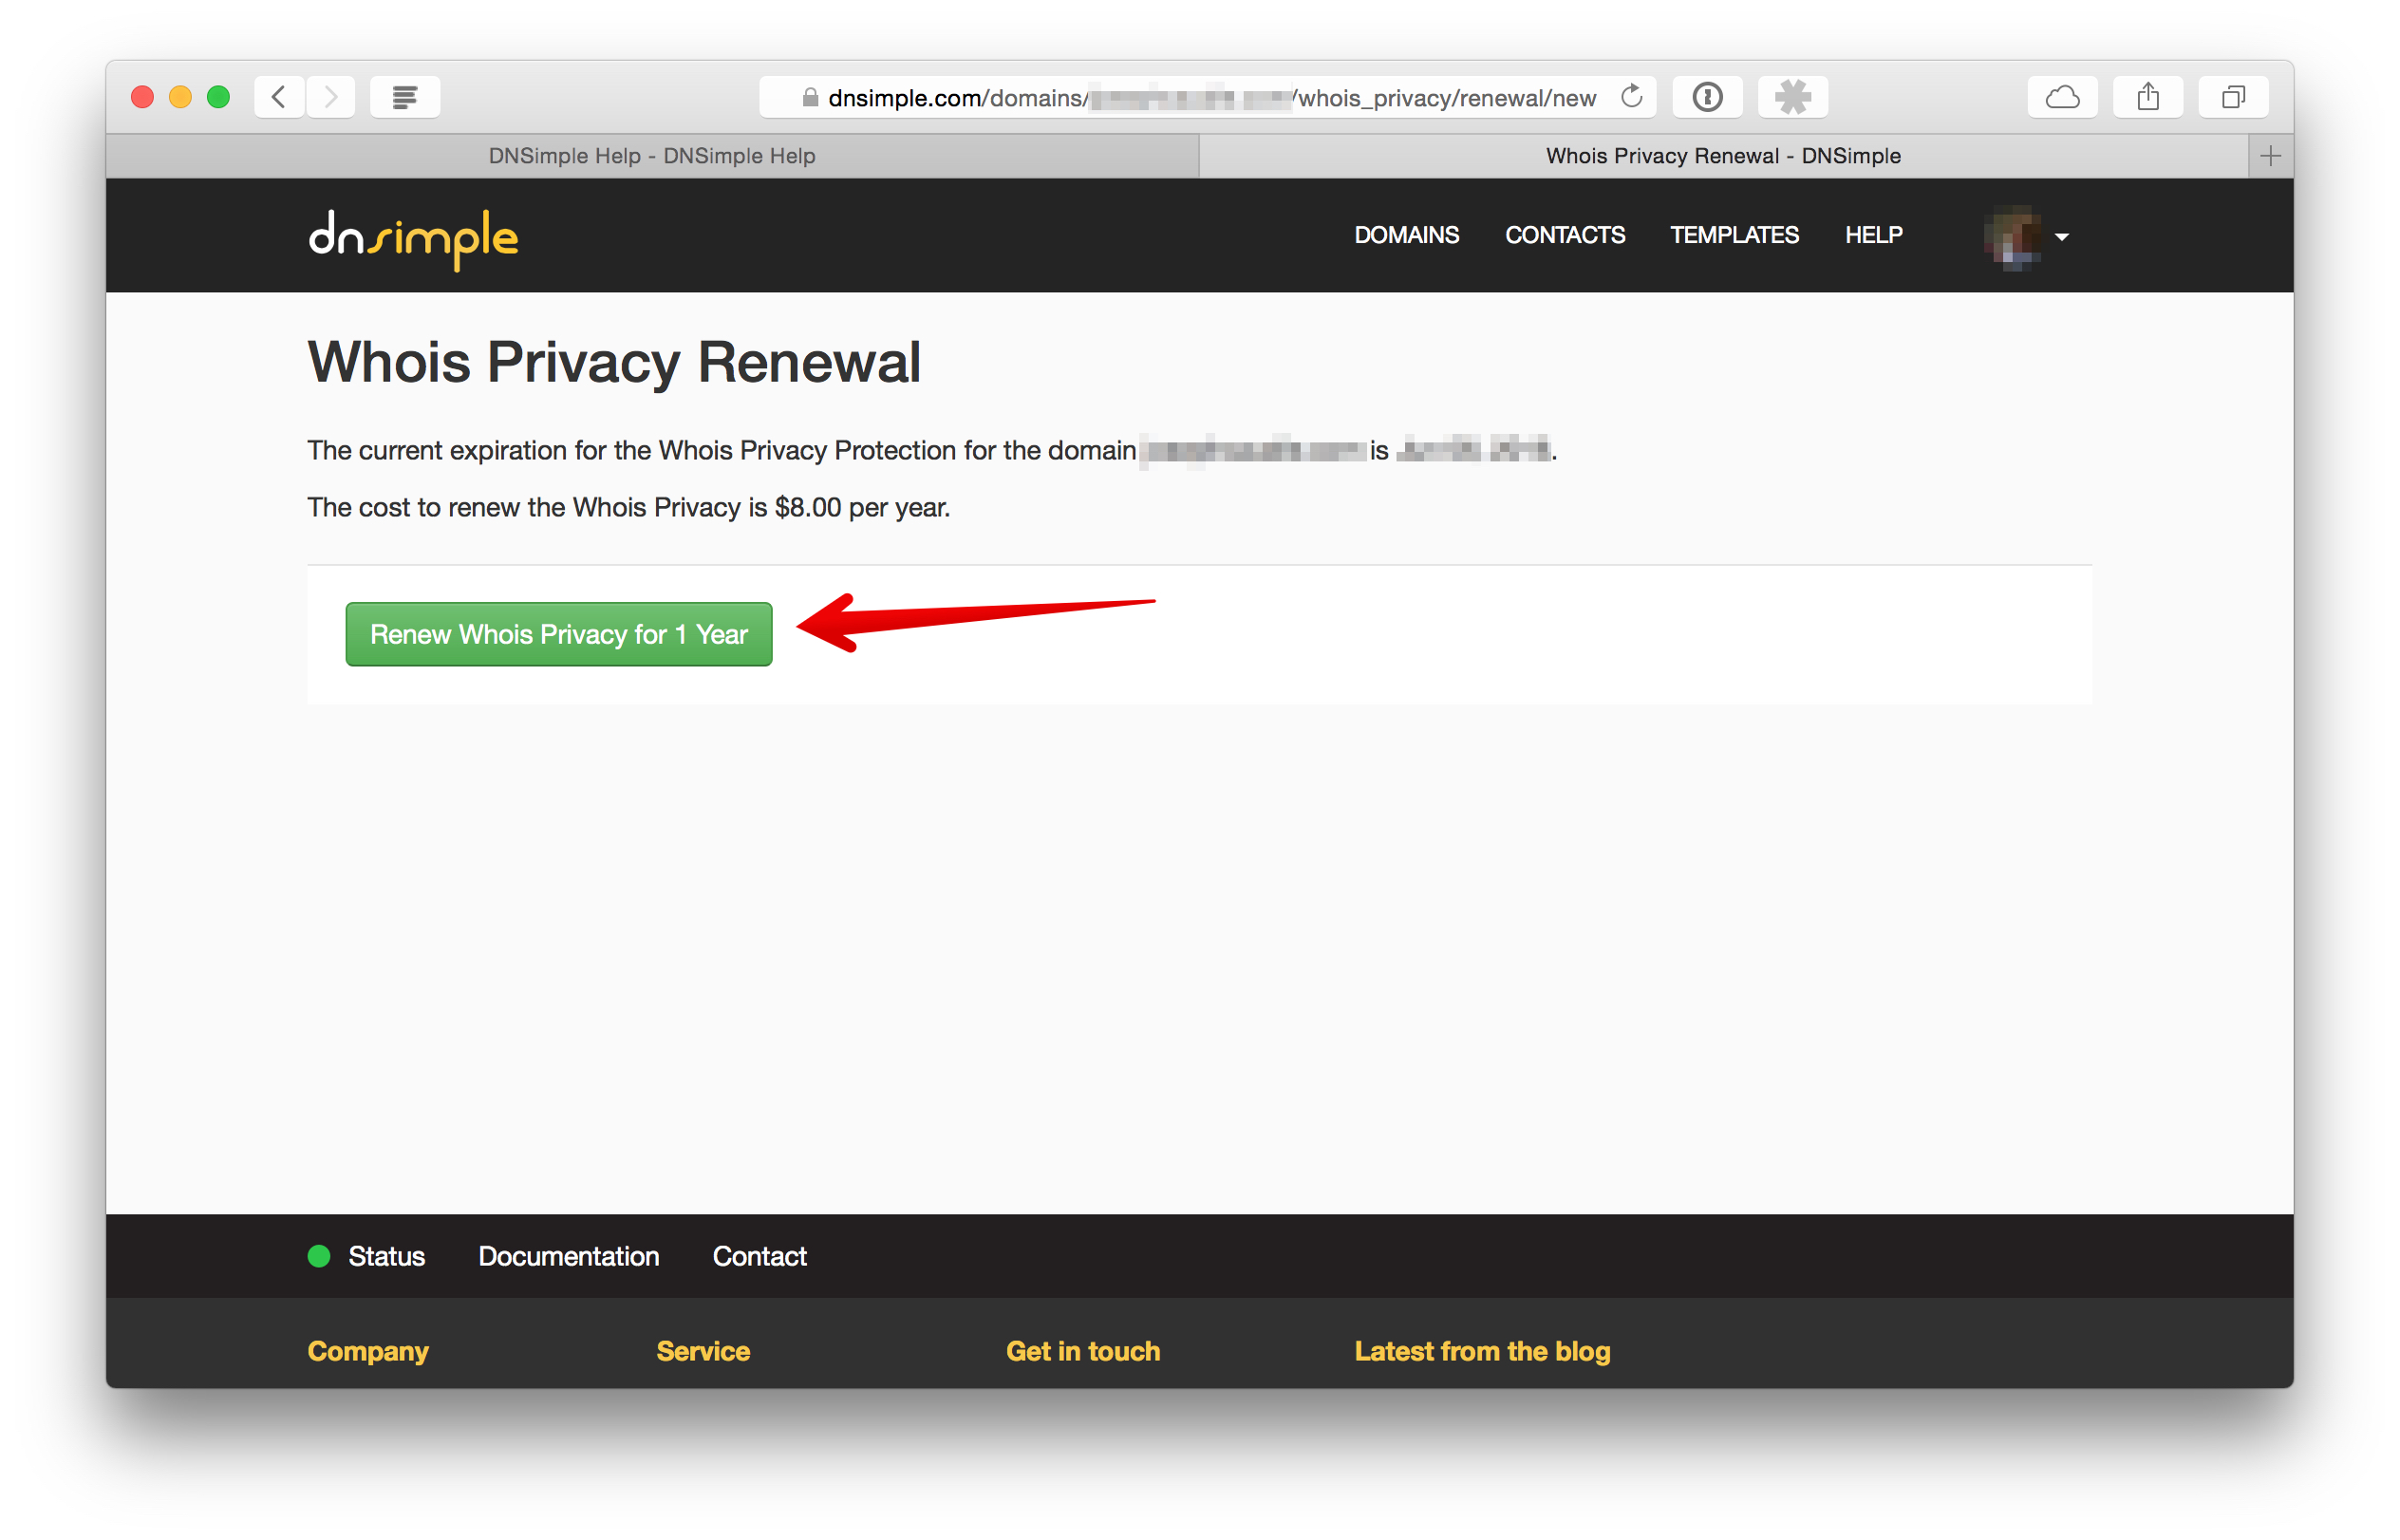 dnsimple.com/domains/ /whois_privacy/renewal/new
DNSimple Help - DNSimple Help
Whois Privacy Renewal - DNSimple
dnsimple
DOMAINS
CONTACTS
TEMPLATES
HELP
Whois Privacy Renewal
The current expiration for the Whois Privacy Protection for the domain is .
The cost to renew the Whois Privacy is $8.00 per year.
Renew Whois Privacy for 1 Year
Status
Documentation
Contact
Company
Service
Get in touch
Latest from the blog